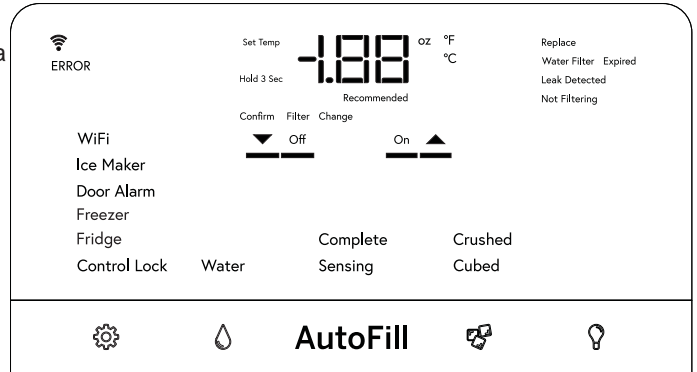 a
Set Temp -1.88 oz °F Replace
ERROR °C Water Filter Expired
Hold 3 Sec Leak Detected
Recommended Not Filtering
Confirm Filter Change
WiFi Off On
Ice Maker
Door Alarm
Freezer
Fridge Complete Crushed
Control Lock Water Sensing Cubed
AutoFill